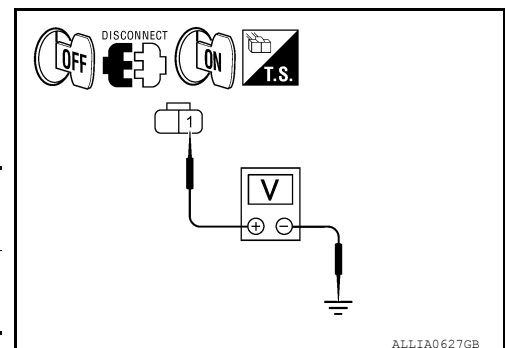 DISCONNECT
OFF
ON
T.S.
1
V
+ −
ALLIA0627GB